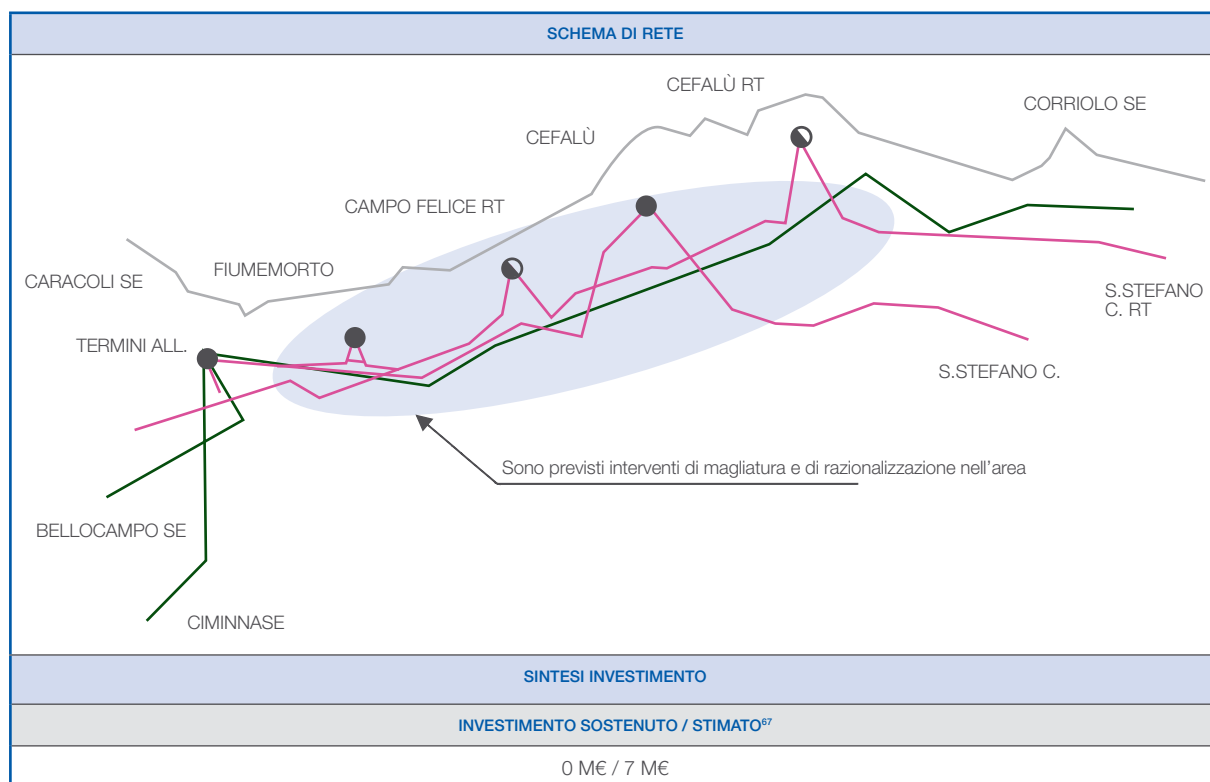 SCHEMA DI RETE
CEFALÙ RT
CORRIOLO SE
CEFALÙ
CAMPO FELICE RT
FIUMEMORTO
CARACOLI SE
S.STEFANO
C. RT
TERMINI ALL.
S.STEFANO C.
Sono previsti interventi di magliatura e di razionalizzazione nell'area
BELLOCAMPO SE
CIMINNASE
SINTESI INVESTIMENTO
INVESTIMENTO SOSTENUTO / STIMATO⁶⁷
0 M€ / 7 M€